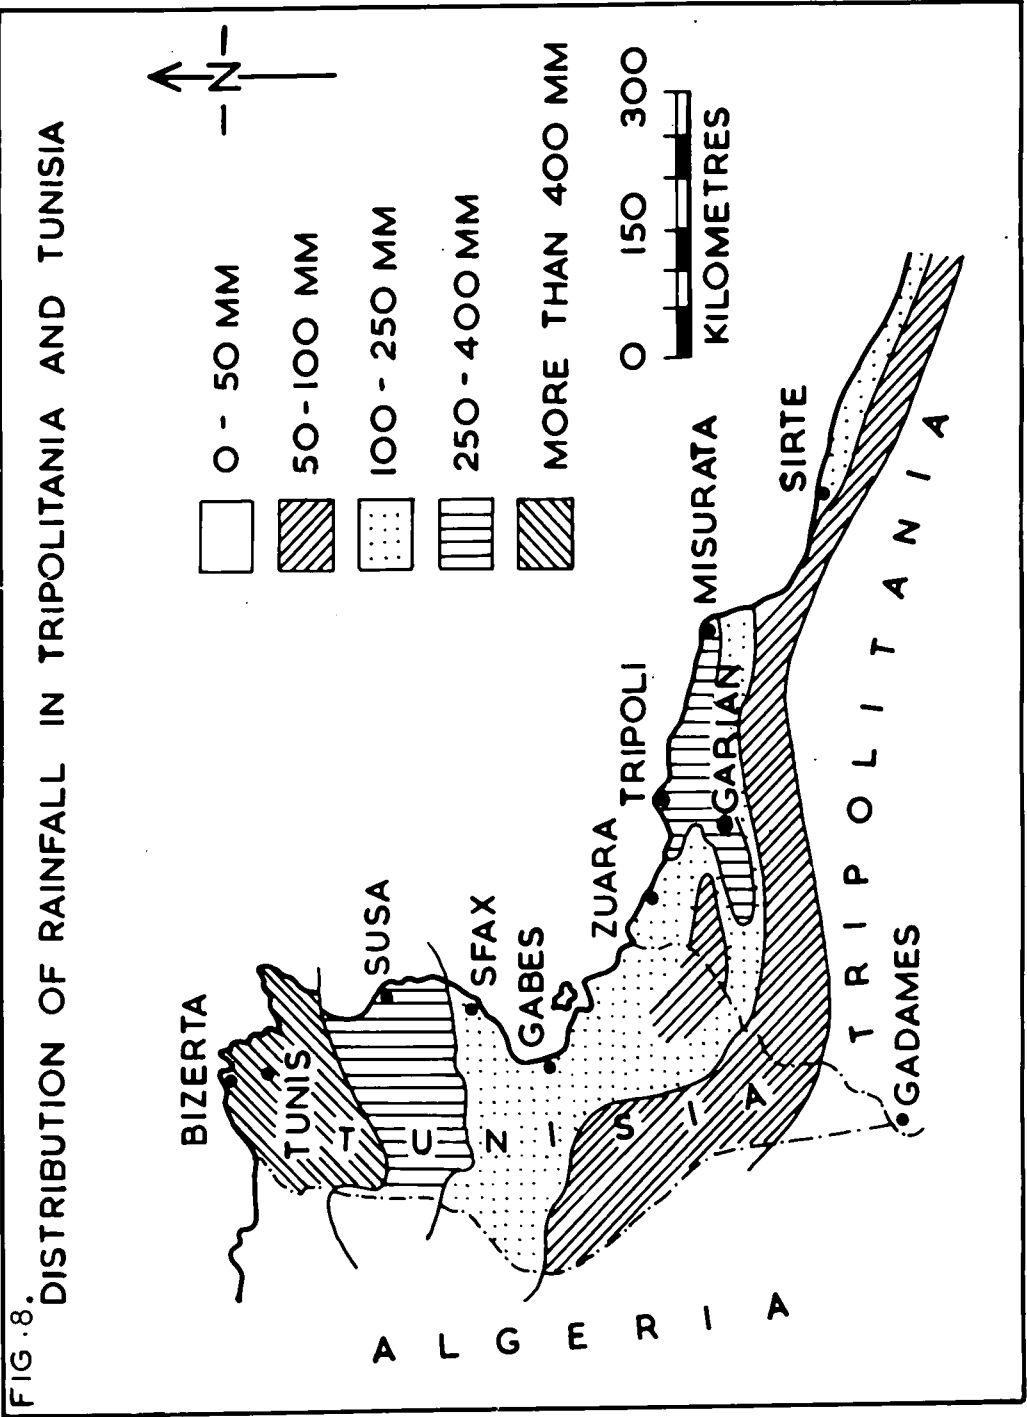 FIG.8.
DISTRIBUTION OF RAINFALL IN TRIPOLITANIA AND TUNISIA
N
0 - 50 MM
50-100 MM
100 - 250 MM
250 - 400 MM
MORE THAN 400 MM
0 150 300
KILOMETRES
BIZERTA
TUNIS
SUSA
SFAX
GABES
ZUARA
TRIPOLI
GARIAN
MISURATA
SIRTE
GADAMES
TUNISIA
ALGERIA
TRIPOLITANIA